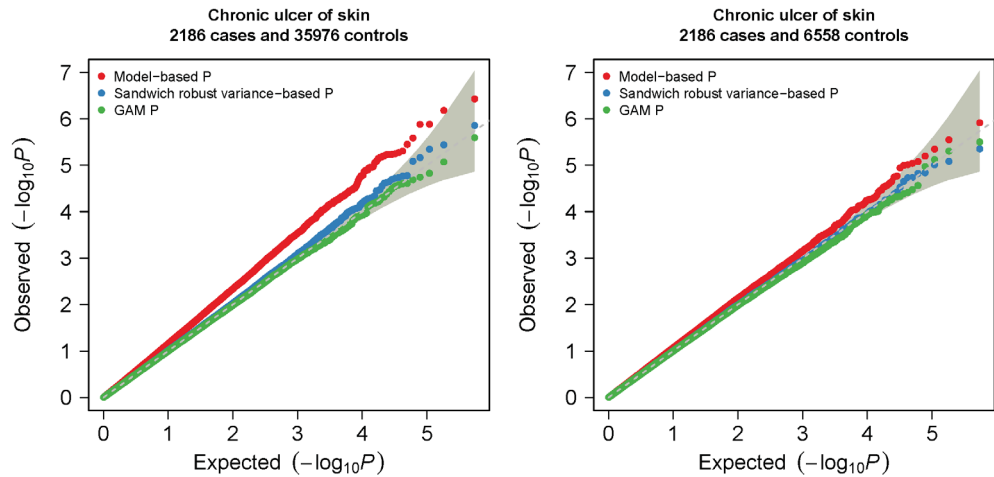 Chronic ulcer of skin
2186 cases and 35976 controls
7
6
5
4
3
2
1
0
Observed (−log10P)
Model−based P
Sandwich robust variance−based P
GAM P
0 1 2 3 4 5
Expected (−log10P)
Chronic ulcer of skin
2186 cases and 6558 controls
7
6
5
4
3
2
1
0
Observed (−log10P)
Model−based P
Sandwich robust variance−based P
GAM P
0 1 2 3 4 5
Expected (−log10P)